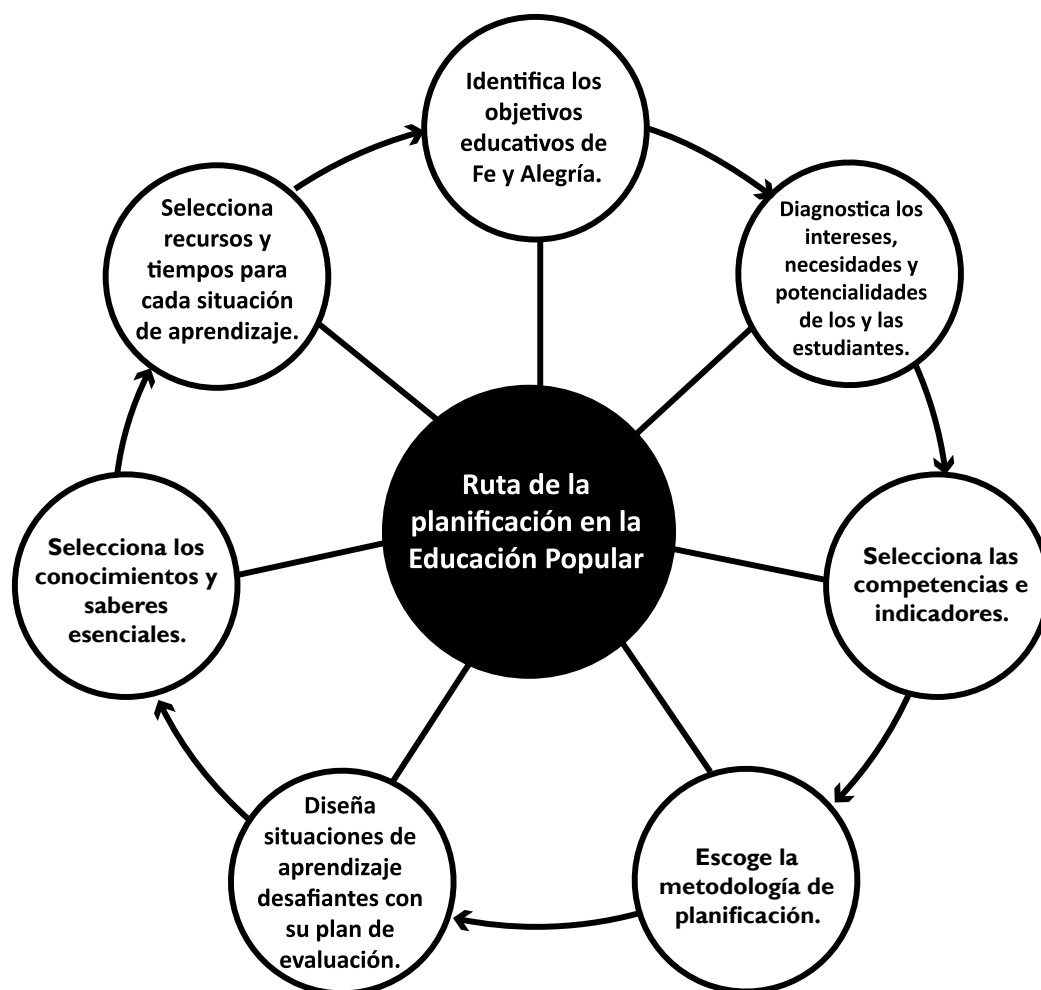 Identifica los
objetivos
educativos de
Fe y Alegría.
Diagnostica los
intereses,
necesidades y
potencialidades
de los y las
estudiantes.
Selecciona las
competencias e
indicadores.
Escoge la
metodología de
planificación.
Diseña
situaciones de
aprendizaje
desafiantes con
su plan de
evaluación.
Selecciona los
conocimientos y
saberes
esenciales.
Selecciona
recursos y
tiempos para
cada situación
de aprendizaje.
Ruta de la
planificación en la
Educación Popular